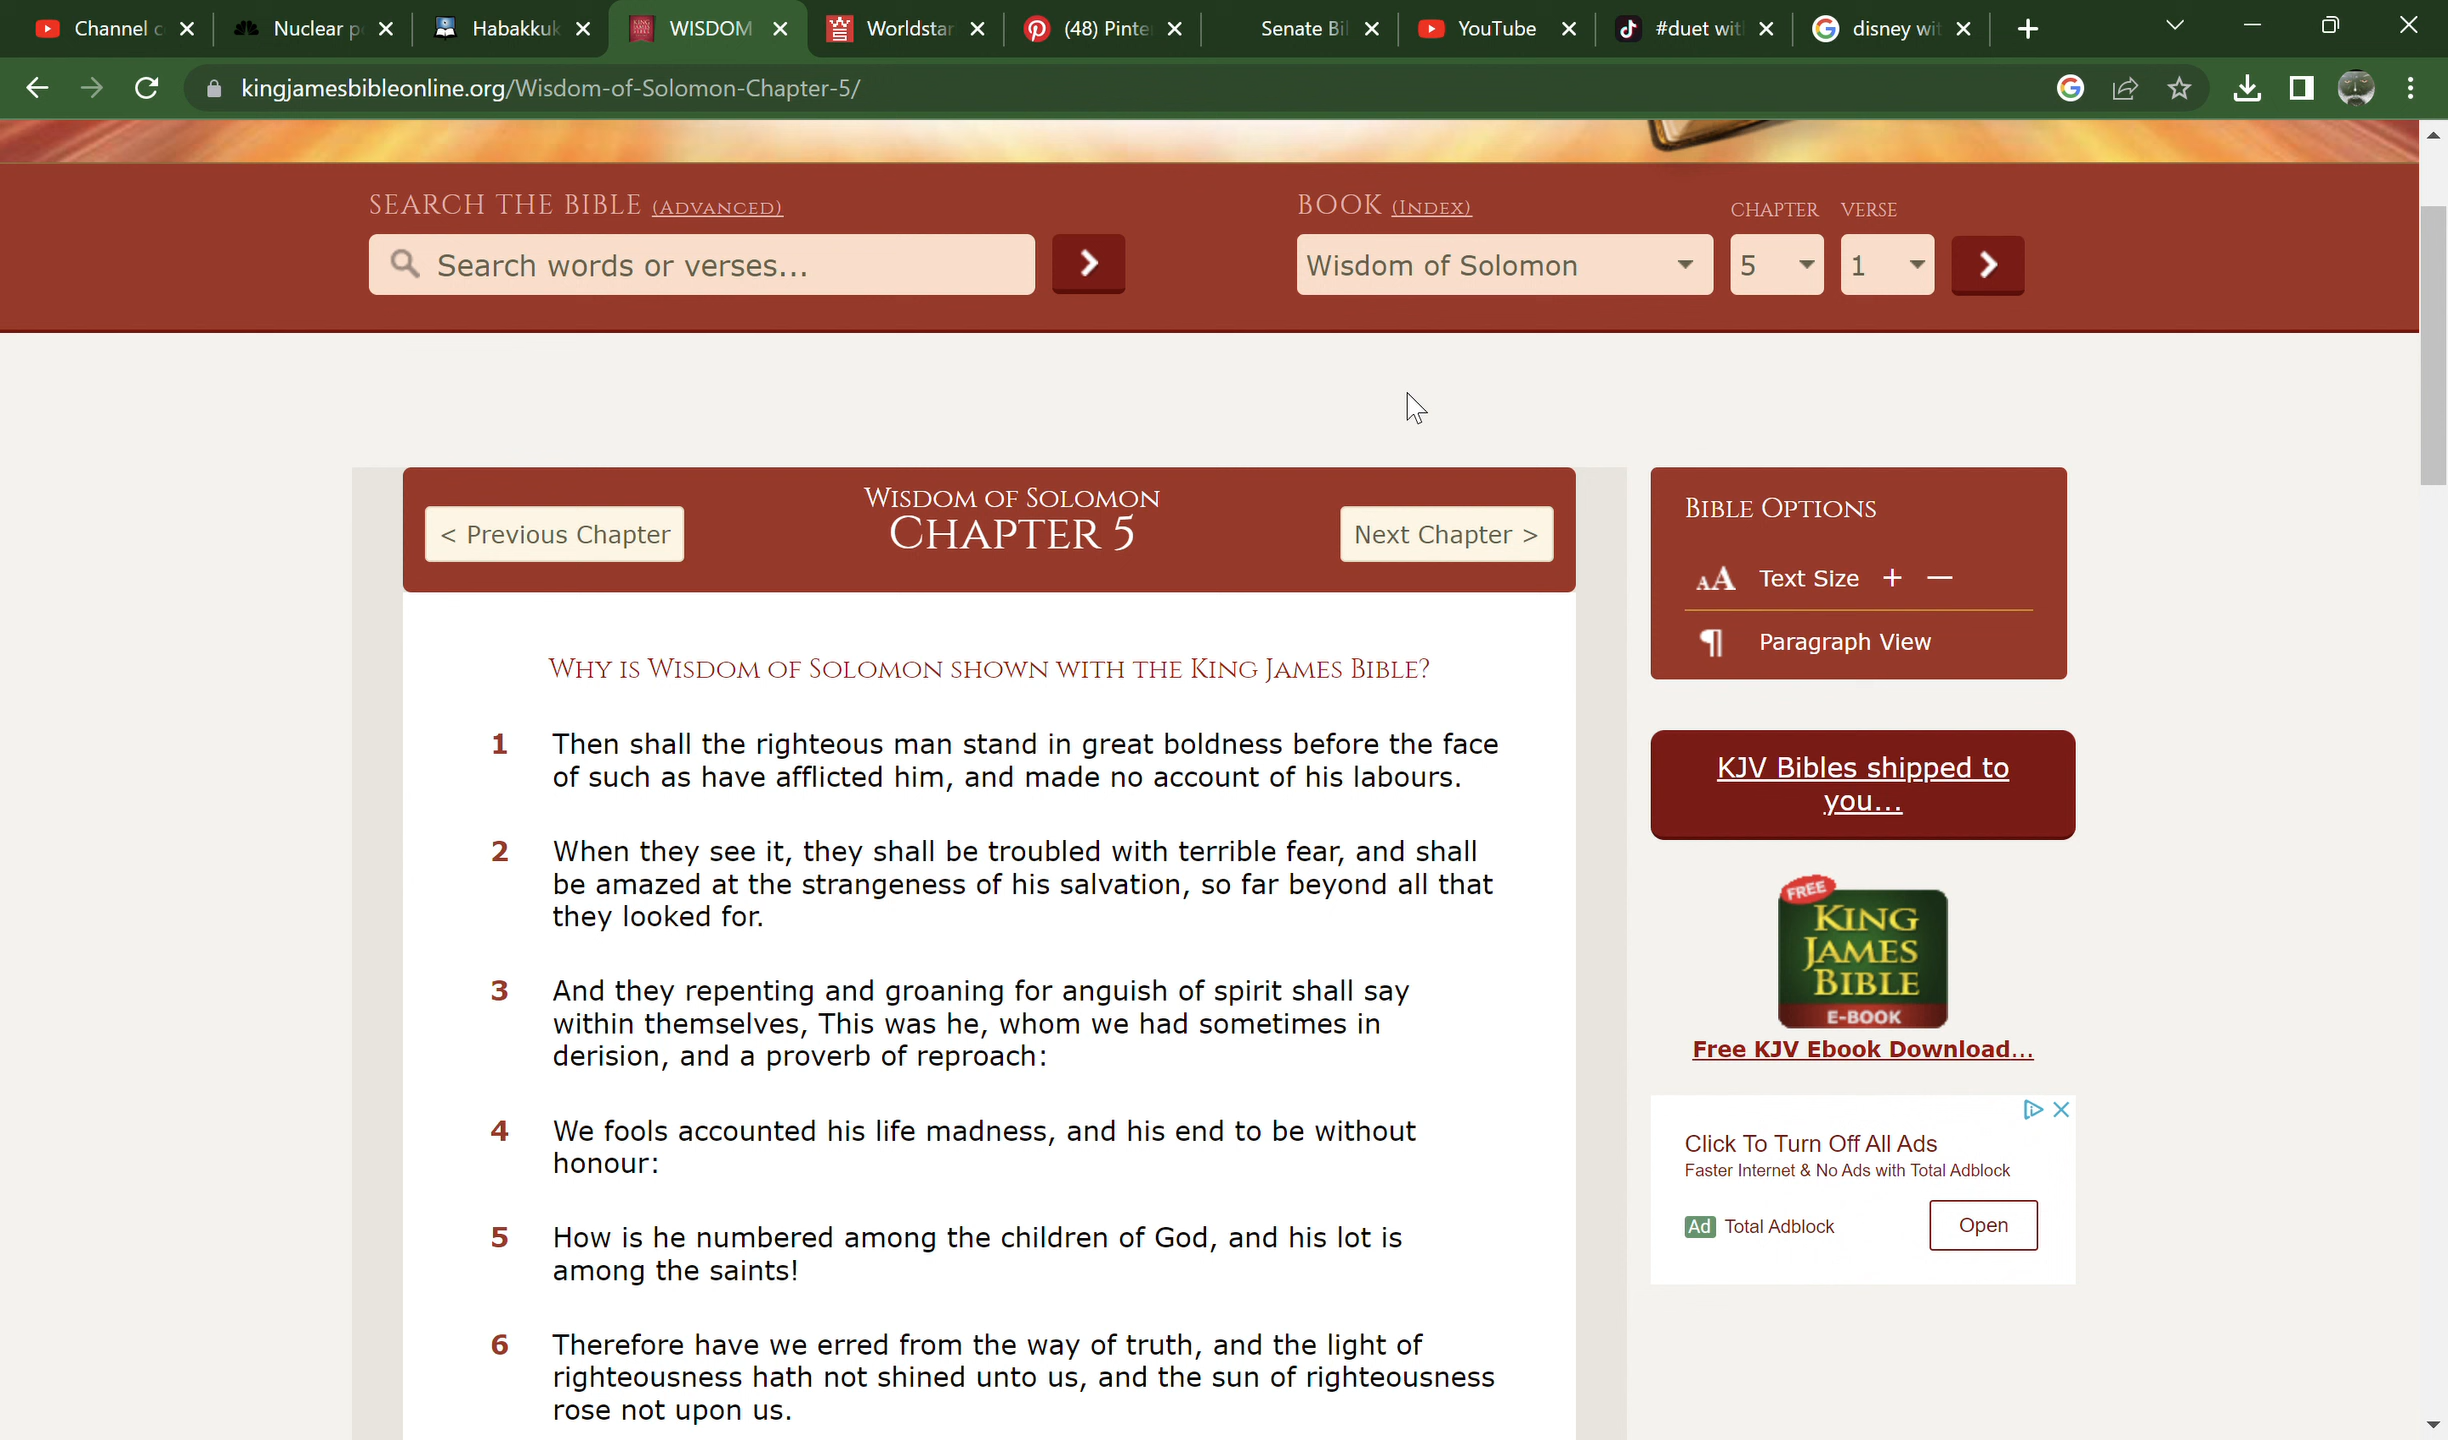 Channel c
Nuclear p
Habakkuk
WISDOM
Worldstar
(48) Pinte
Senate Bil
YouTube
#duet wit
disney wit
kingjamesbibleonline.org/Wisdom-of-Solomon-Chapter-5/
SEARCH THE BIBLE (ADVANCED)
BOOK (INDEX)
CHAPTER
VERSE
Search words or verses...
Wisdom of Solomon
5
1
WISDOM OF SOLOMON
CHAPTER 5
< Previous Chapter
Next Chapter >
WHY IS WISDOM OF SOLOMON SHOWN WITH THE KING JAMES BIBLE?
1 Then shall the righteous man stand in great boldness before the face
of such as have afflicted him, and made no account of his labours.
2 When they see it, they shall be troubled with terrible fear, and shall
be amazed at the strangeness of his salvation, so far beyond all that
they looked for.
3 And they repenting and groaning for anguish of spirit shall say
within themselves, This was he, whom we had sometimes in
derision, and a proverb of reproach:
4 We fools accounted his life madness, and his end to be without
honour:
5 How is he numbered among the children of God, and his lot is
among the saints!
6 Therefore have we erred from the way of truth, and the light of
righteousness hath not shined unto us, and the sun of righteousness
rose not upon us.
BIBLE OPTIONS
AA Text Size + —
¶ Paragraph View
KJV Bibles shipped to
you...
FREE
KING
JAMES
BIBLE
E-BOOK
Free KJV Ebook Download...
Click To Turn Off All Ads
Faster Internet & No Ads with Total Adblock
Ad Total Adblock
Open